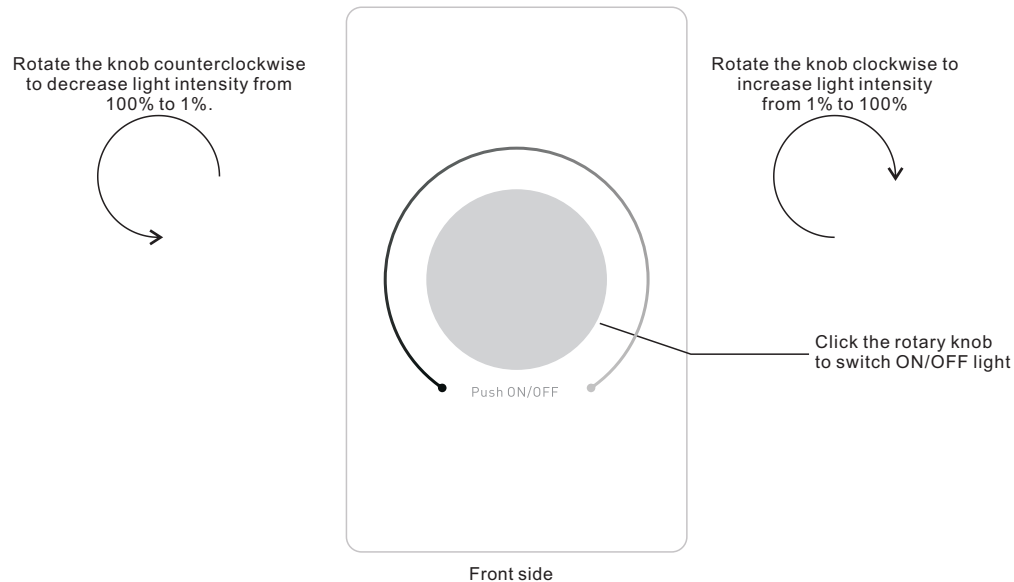 Rotate the knob counterclockwise
to decrease light intensity from
100% to 1%.
Rotate the knob clockwise to
increase light intensity
from 1% to 100%
Click the rotary knob
to switch ON/OFF light
Push ON/OFF
Front side